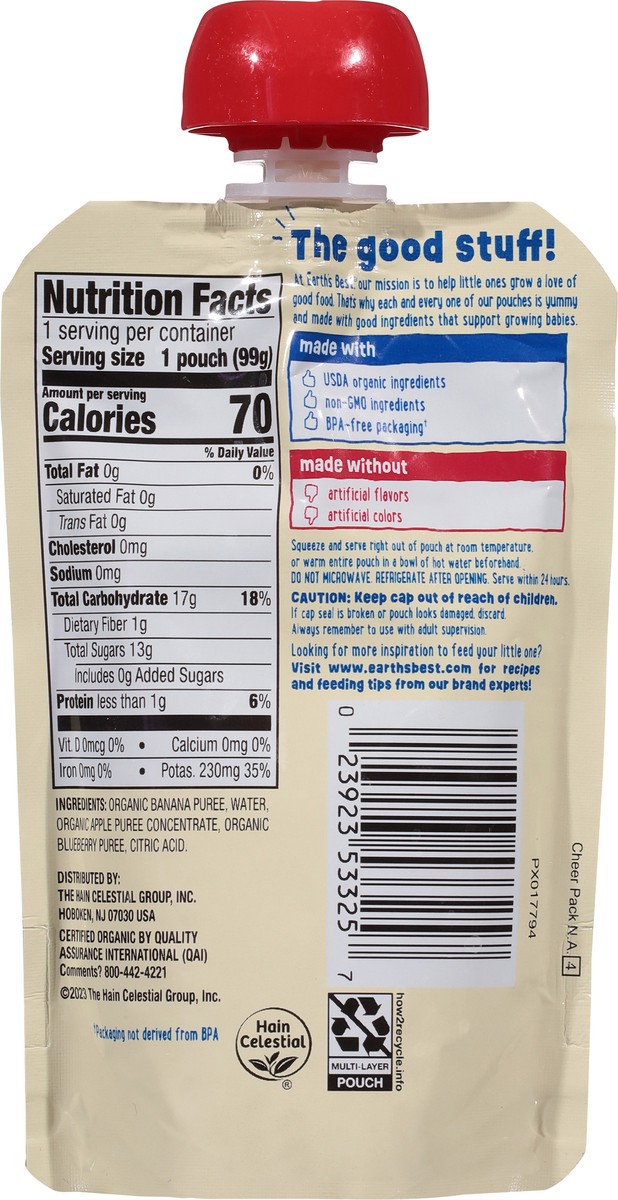 The good stuff!
At Earth's Best, our mission is to help little ones grow a love of
good food. That's why each and every one of our pouches is yummy
and made with good ingredients that support growing babies.
made with
USDA organic ingredients
non-GMO ingredients
BPA-free packaging†
made without
artificial flavors
artificial colors
Squeeze and serve right out of pouch at room temperature,
or warm entire pouch in a bowl of hot water beforehand.
DO NOT MICROWAVE. REFRIGERATE AFTER OPENING. Serve within 24 hours.
CAUTION: Keep cap out of reach of children.
If cap seal is broken or pouch looks damaged, discard.
Always remember to use with adult supervision.
Looking for more inspiration to feed your little one?
Visit www.earthsbest.com for recipes
and feeding tips from our brand experts!
Nutrition Facts
1 serving per container
Serving size 1 pouch (99g)
Amount per serving
Calories 70
% Daily Value
Total Fat 0g 0%
Saturated Fat 0g
Trans Fat 0g
Cholesterol 0mg
Sodium 0mg
Total Carbohydrate 17g 18%
Dietary Fiber 1g
Total Sugars 13g
Includes 0g Added Sugars
Protein less than 1g 6%
Vit. D 0mcg 0% • Calcium 0mg 0%
Iron 0mg 0% • Potas. 230mg 35%
INGREDIENTS: ORGANIC BANANA PUREE, WATER,
ORGANIC APPLE PUREE CONCENTRATE, ORGANIC
BLUEBERRY PUREE, CITRIC ACID.
DISTRIBUTED BY:
THE HAIN CELESTIAL GROUP, INC.
HOBOKEN, NJ 07030 USA
CERTIFIED ORGANIC BY QUALITY
ASSURANCE INTERNATIONAL (QAI)
Comments? 800-442-4221
©2023 The Hain Celestial Group, Inc.
†Packaging not derived from BPA
Hain
Celestial
®
0 23923 53325 7
PX017794
Cheer Pack N.A. 4
how2recycle.info
MULTI-LAYER
POUCH